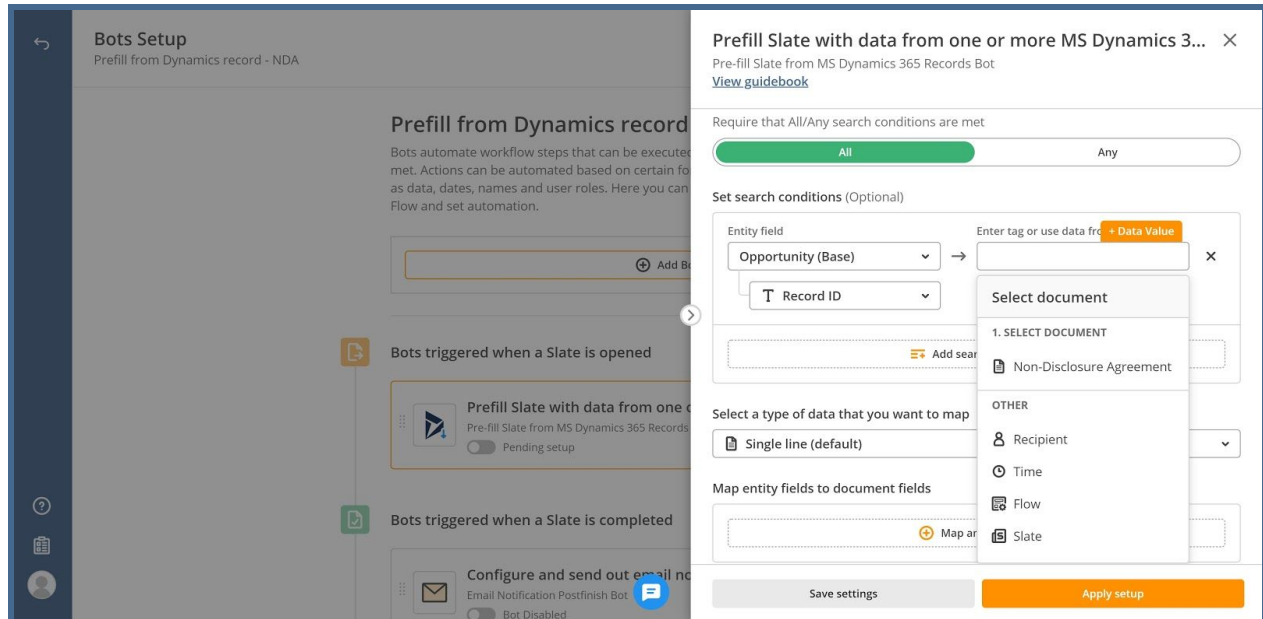 Bots Setup
Prefill from Dynamics record - NDA
Prefill from Dynamics record
Bots automate workflow steps that can be executed
met. Actions can be automated based on certain fo
as data, dates, names and user roles. Here you can
Flow and set automation.
Add Bo
Bots triggered when a Slate is opened
Prefill Slate with data from one o
Pre-fill Slate from MS Dynamics 365 Records
Pending setup
Bots triggered when a Slate is completed
Configure and send out email no
Email Notification Postfinish Bot
Bot Disabled
Prefill Slate with data from one or more MS Dynamics 3...
Pre-fill Slate from MS Dynamics 365 Records Bot
View guidebook
Require that All/Any search conditions are met
All
Any
Set search conditions (Optional)
Entity field
Enter tag or use data fro
+ Data Value
Opportunity (Base)
Record ID
Select document
1. SELECT DOCUMENT
Non-Disclosure Agreement
OTHER
Recipient
Time
Flow
Slate
Add sear
Select a type of data that you want to map
Single line (default)
Map entity fields to document fields
Map an
Save settings
Apply setup